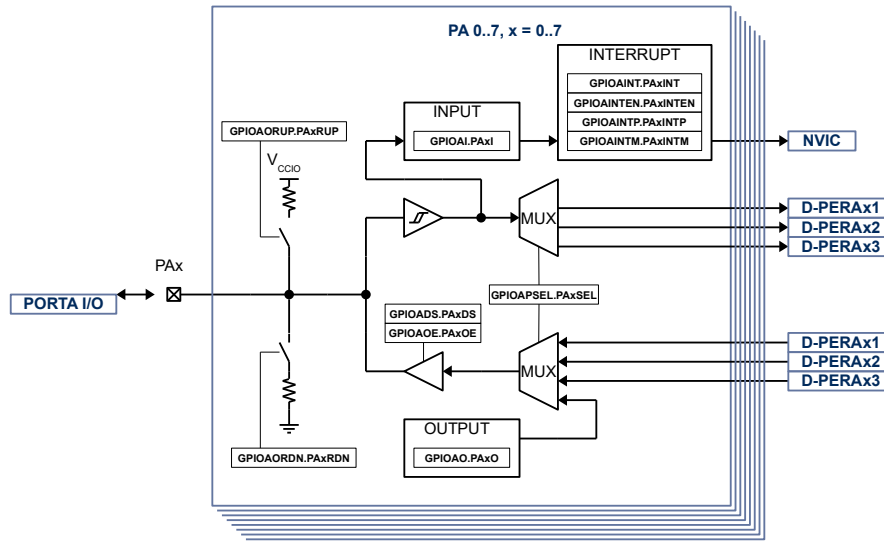 PA 0..7, x = 0..7
INTERRUPT
GPIOAINT.PAxINT
GPIOAINTEN.PAxINTEN
GPIOAINTP.PAxINTP
GPIOAINTM.PAxINTM
INPUT
GPIOAI.PAxI
GPIOAORUP.PAxRUP
NVIC
VCCIO
MUX
D-PERAx1
D-PERAx2
D-PERAx3
PAx
PORTA I/O
GPIOAPSEL.PAxSEL
GPIOADS.PAxDS
GPIOAOE.PAxOE
MUX
D-PERAx1
D-PERAx2
D-PERAx3
OUTPUT
GPIOAO.PAxO
GPIOAORDN.PAxRDN